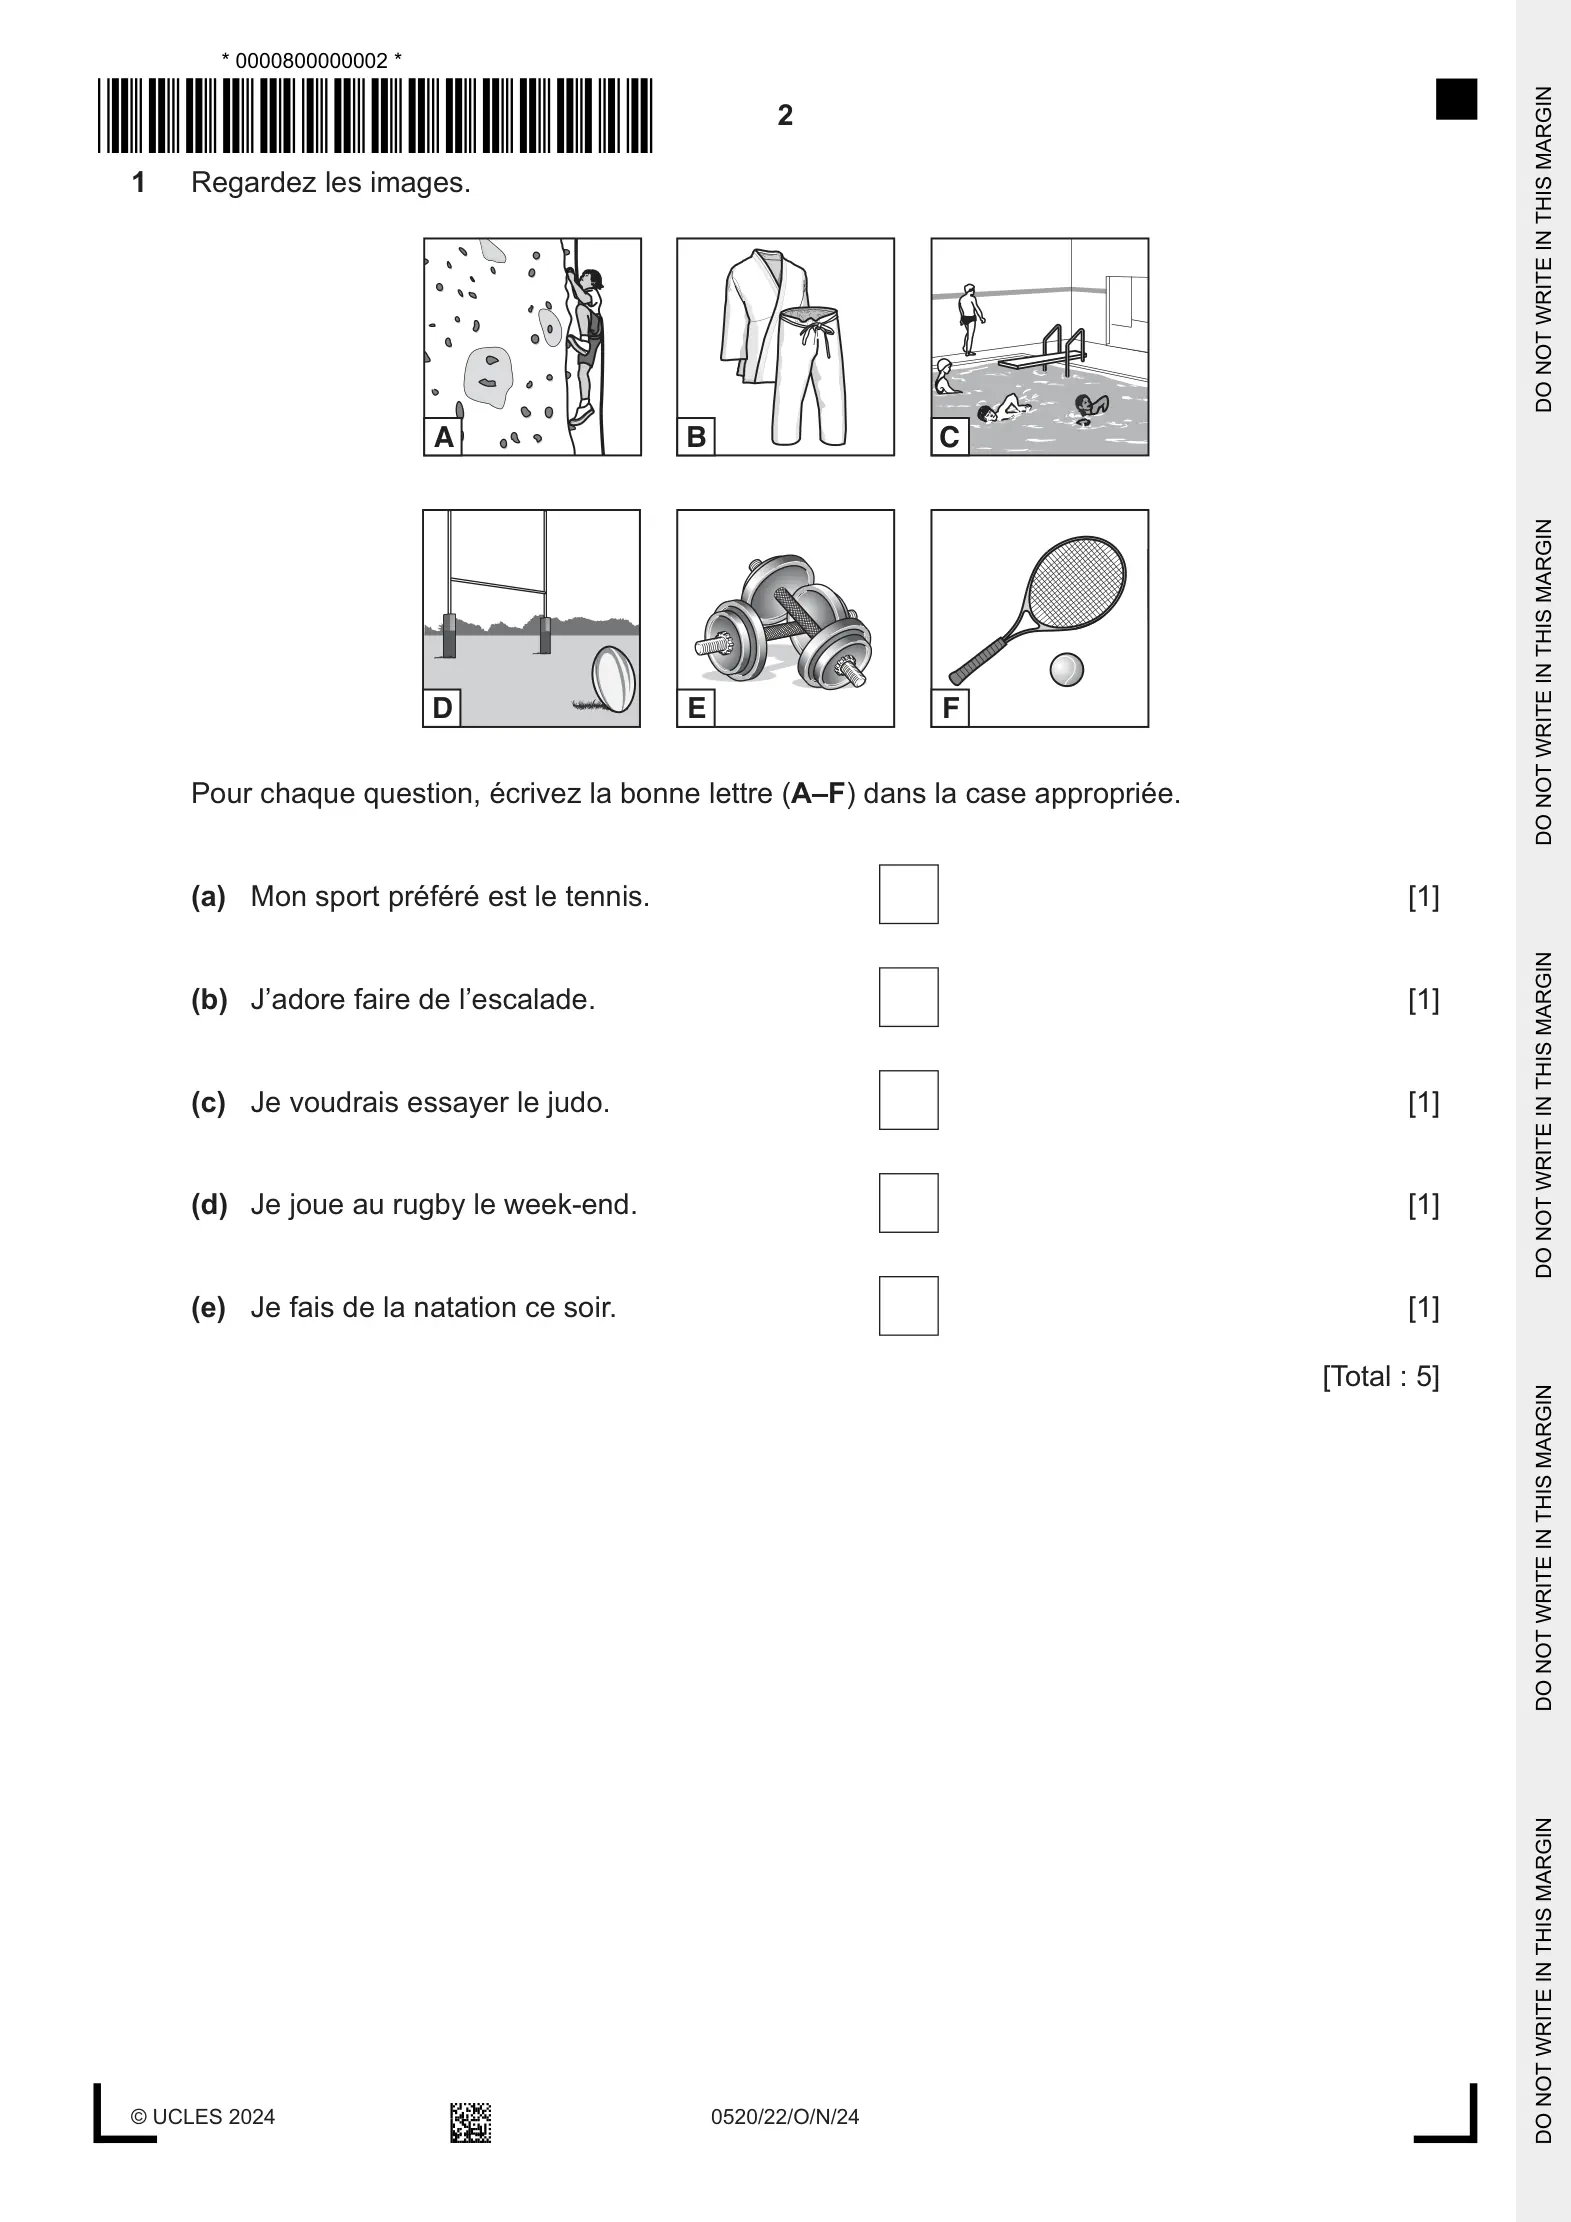 * 0000800000002 *
2
1 Regardez les images.
A
B
C
D
E
F
Pour chaque question, écrivez la bonne lettre (A–F) dans la case appropriée.
(a) Mon sport préféré est le tennis. [1]
(b) J’adore faire de l’escalade. [1]
(c) Je voudrais essayer le judo. [1]
(d) Je joue au rugby le week-end. [1]
(e) Je fais de la natation ce soir. [1]
[Total : 5]
© UCLES 2024
0520/22/O/N/24
DO NOT WRITE IN THIS MARGIN
DO NOT WRITE IN THIS MARGIN
DO NOT WRITE IN THIS MARGIN
DO NOT WRITE IN THIS MARGIN
DO NOT WRITE IN THIS MARGIN